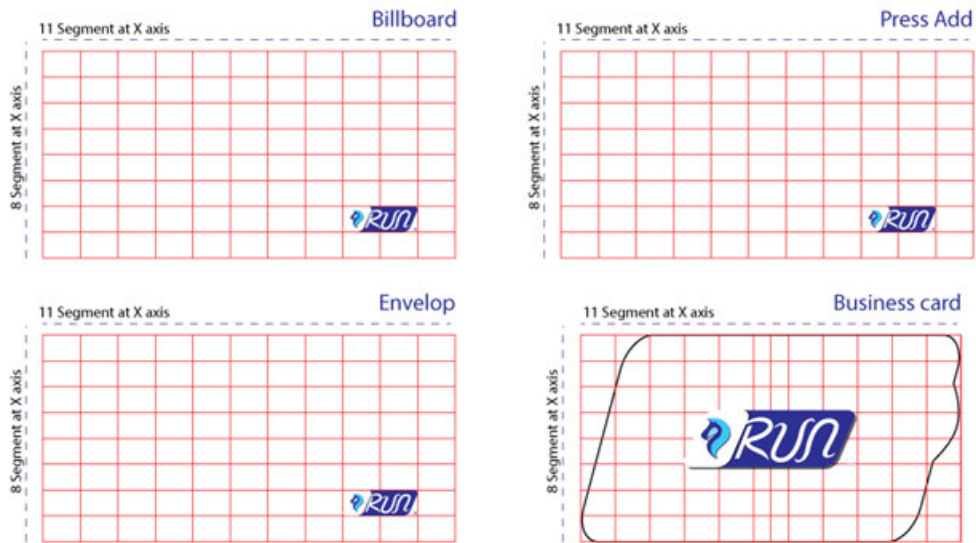 Billboard
11 Segment at X axis
8 Segment at X axis
RUN
Press Add
11 Segment at X axis
8 Segment at X axis
RUN
Envelop
11 Segment at X axis
8 Segment at X axis
RUN
Business card
11 Segment at X axis
8 Segment at X axis
RUN